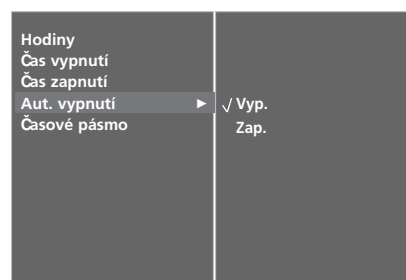 Hodiny
Čas vypnutí
Čas zapnutí
Aut. vypnutí ►
Časové pásmo
√ Vyp.
Zap.